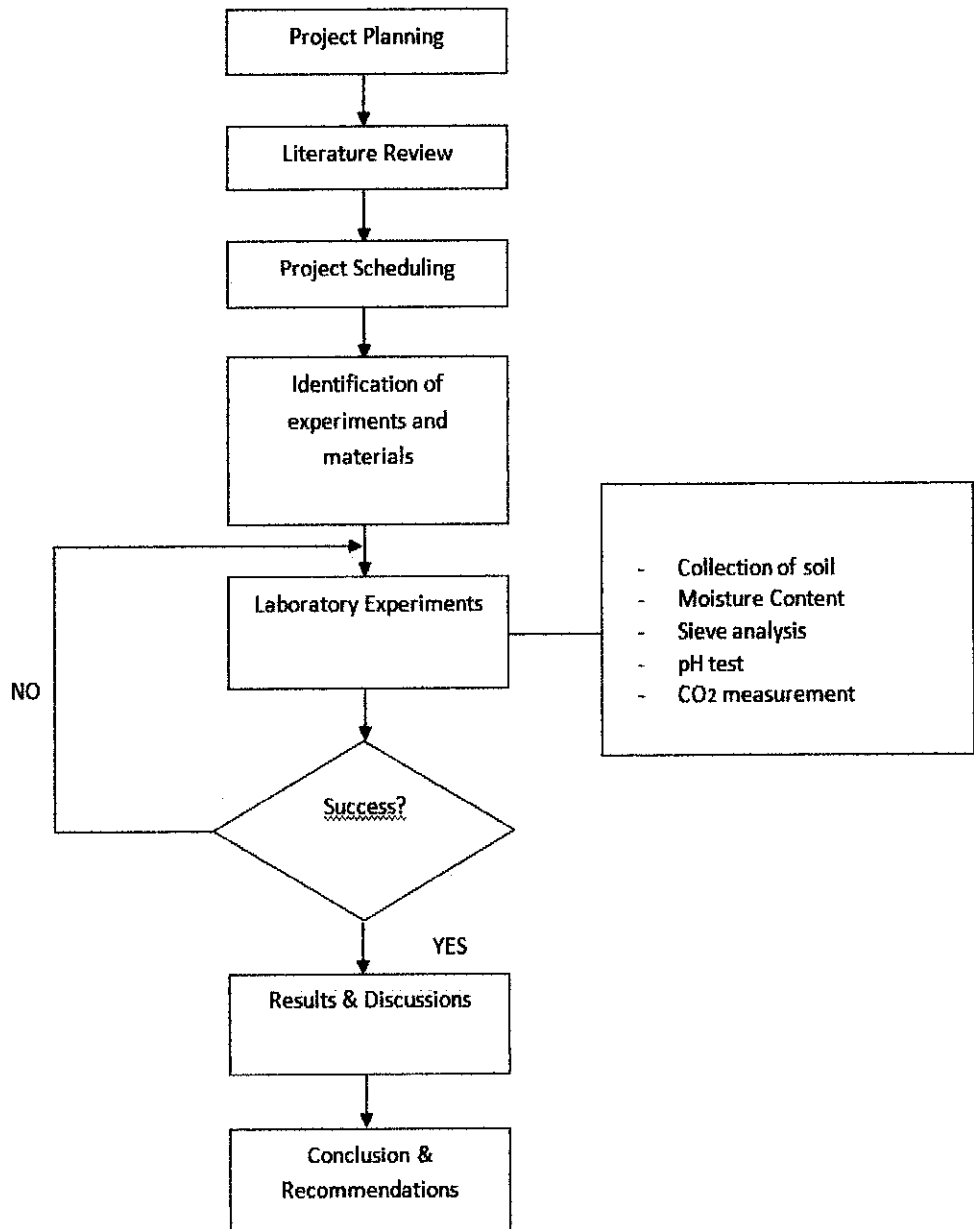 Project Planning
Literature Review
Project Scheduling
Identification of
experiments and
materials
Laboratory Experiments
- Collection of soil
- Moisture Content
- Sieve analysis
- pH test
- CO2 measurement
NO
Success?
YES
Results & Discussions
Conclusion &
Recommendations